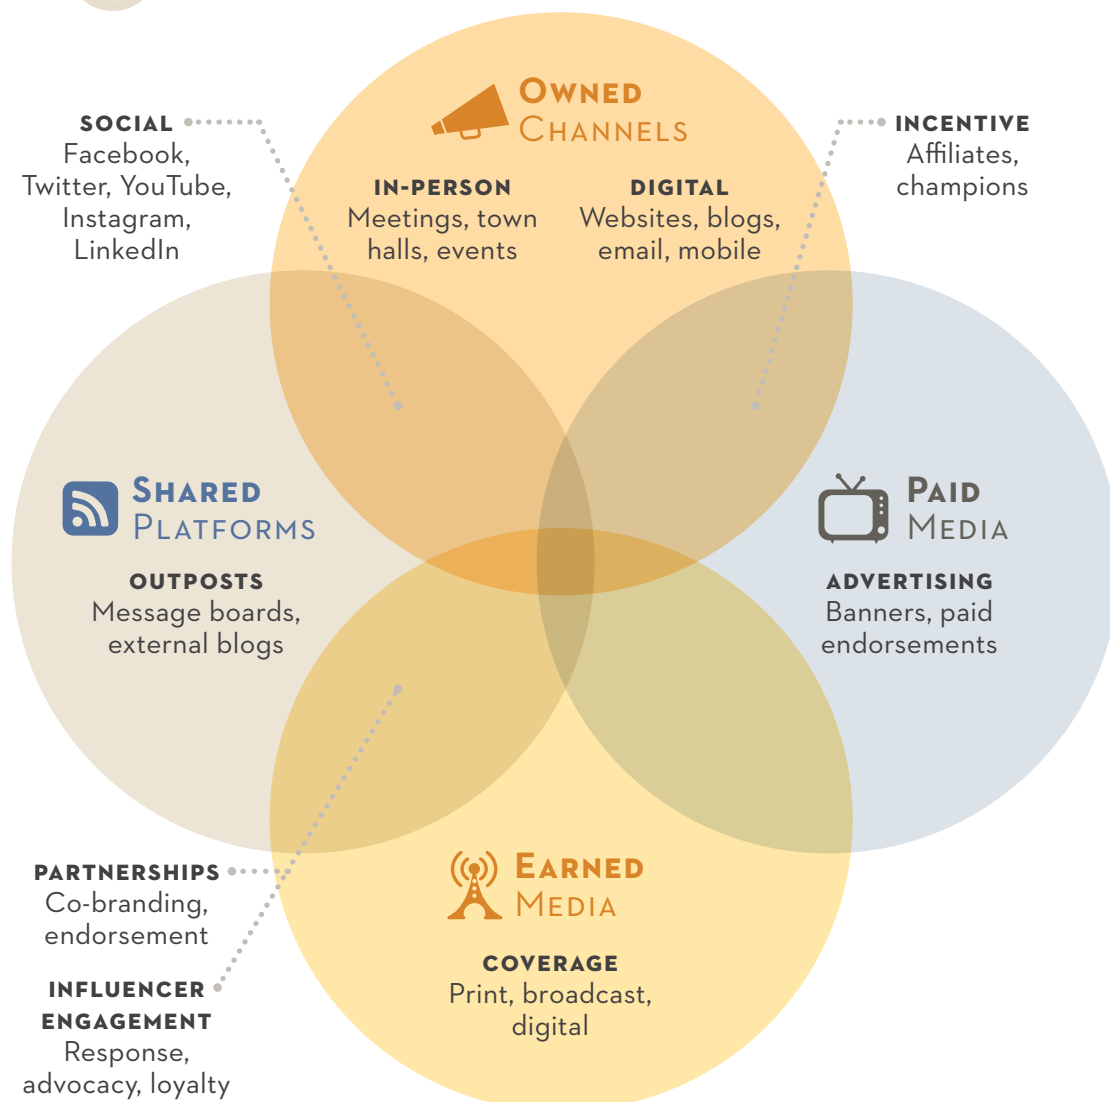 OWNED
CHANNELS
SOCIAL
Facebook,
Twitter, YouTube,
Instagram,
LinkedIn
IN-PERSON
Meetings, town
halls, events
DIGITAL
Websites, blogs,
email, mobile
INCENTIVE
Affiliates,
champions
SHARED
PLATFORMS
OUTPOSTS
Message boards,
external blogs
PAID
MEDIA
ADVERTISING
Banners, paid
endorsements
PARTNERSHIPS
Co-branding,
endorsement
INFLUENCER
ENGAGEMENT
Response,
advocacy, loyalty
EARNED
MEDIA
COVERAGE
Print, broadcast,
digital